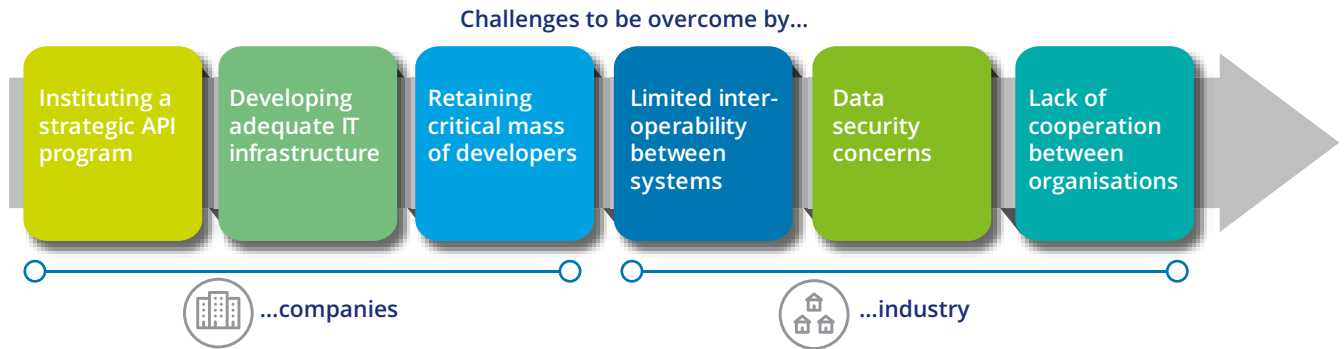 Challenges to be overcome by...
Instituting a
strategic API
program
Developing
adequate IT
infrastructure
Retaining
critical mass
of developers
Limited inter-
operability
between
systems
Data
security
concerns
Lack of
cooperation
between
organisations
...companies
...industry